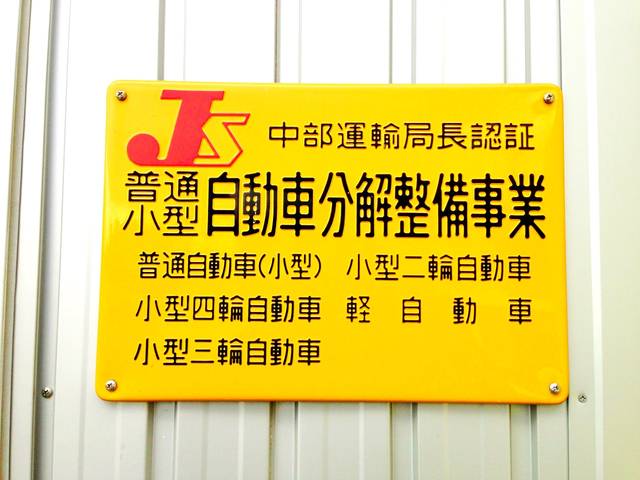 JS 中部運輸局長認証
普通
小型 自動車分解整備事業
普通自動車(小型) 小型二輪自動車
小型四輪自動車 軽自動車
小型三輪自動車